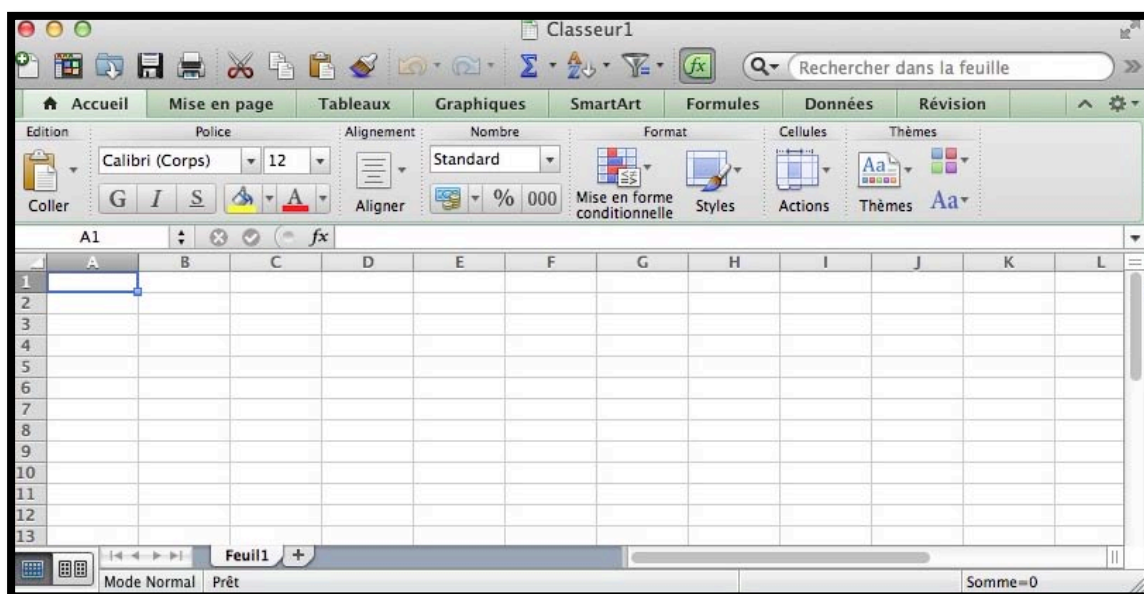 Classeur1
fx Rechercher dans la feuille
Accueil Mise en page Tableaux Graphiques SmartArt Formules Données Révision
Edition Police Alignement Nombre Format Cellules Thèmes
Calibri (Corps) 12 Standard Aa
Coller G I S A Aligner % 000 Mise en forme conditionnelle Styles Actions Thèmes Aa
A1 fx
A B C D E F G H I J K L
1
2
3
4
5
6
7
8
9
10
11
12
13
Feuil1 +
Mode Normal Prêt Somme=0